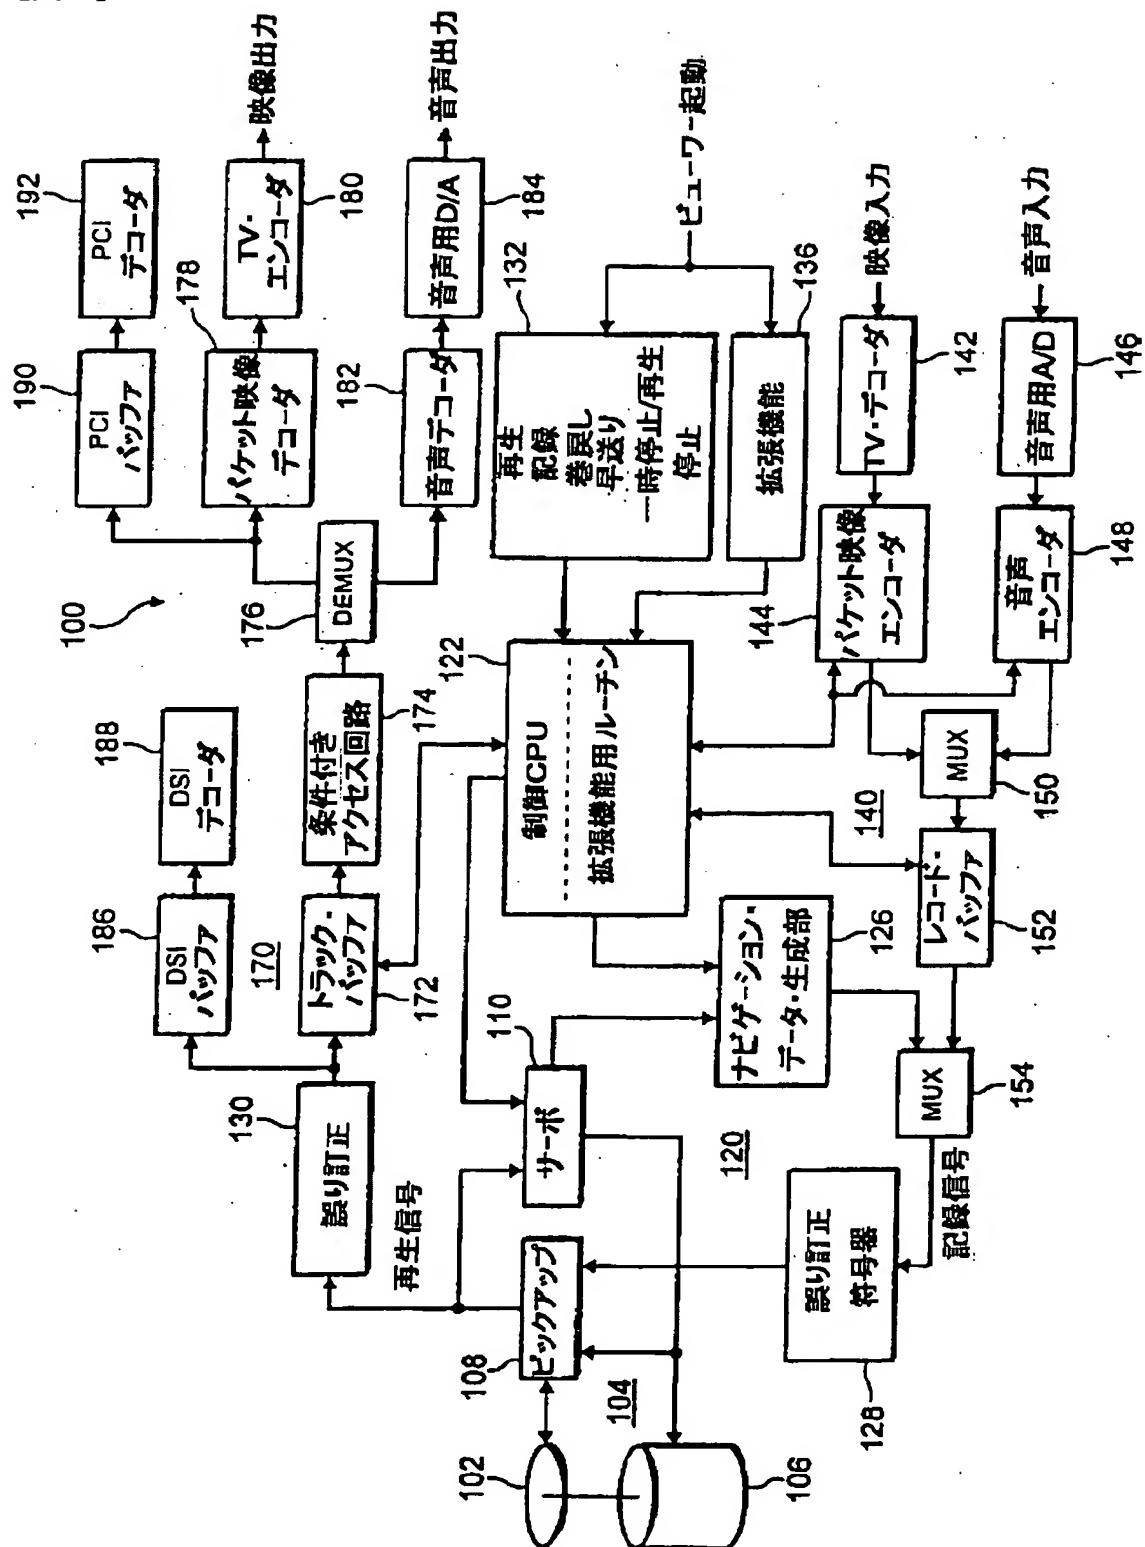 100
102
104
106
108
ピックアップ
再生信号
110
サーボ
120
130
誤り訂正
128
誤り訂正
符号器
記録信号
186
DSI
バッファ
188
DSI
デコーダ
170
トラック・
バッファ
172
条件付き
アクセス回路
174
176
DEMUX
190
PCI
バッファ
192
PCI
デコーダ
178
パケット映像
デコーダ
TV・
エンコーダ
180
映像出力
182
音声デコーダ
音声用D/A
184
音声出力
122
制御CPU
拡張機能用ルーチン
132
再生
記録
巻戻し
早送り
一時停止/再生
停止
136
拡張機能
ビューワー起動
ナビゲーション・
データ・生成部
126
140
144
パケット映像
エンコーダ
TV・デコーダ
142
映像入力
音声
エンコーダ
148
音声用A/D
146
音声入力
MUX
150
レコード・
バッファ
152
MUX
154